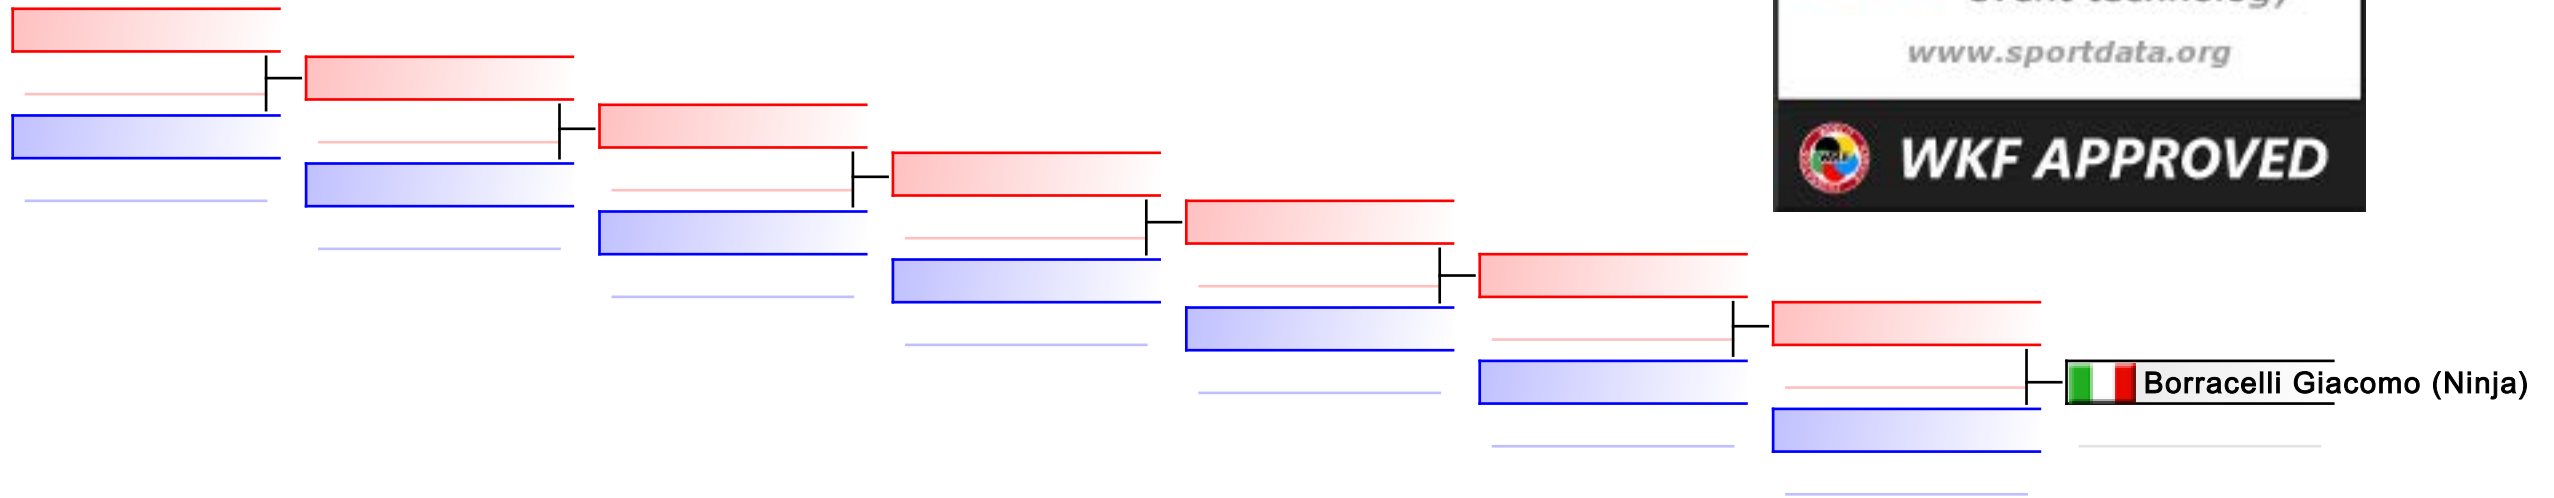 www.sportdata.org
WKF APPROVED
Borracelli Giacomo (Ninja)